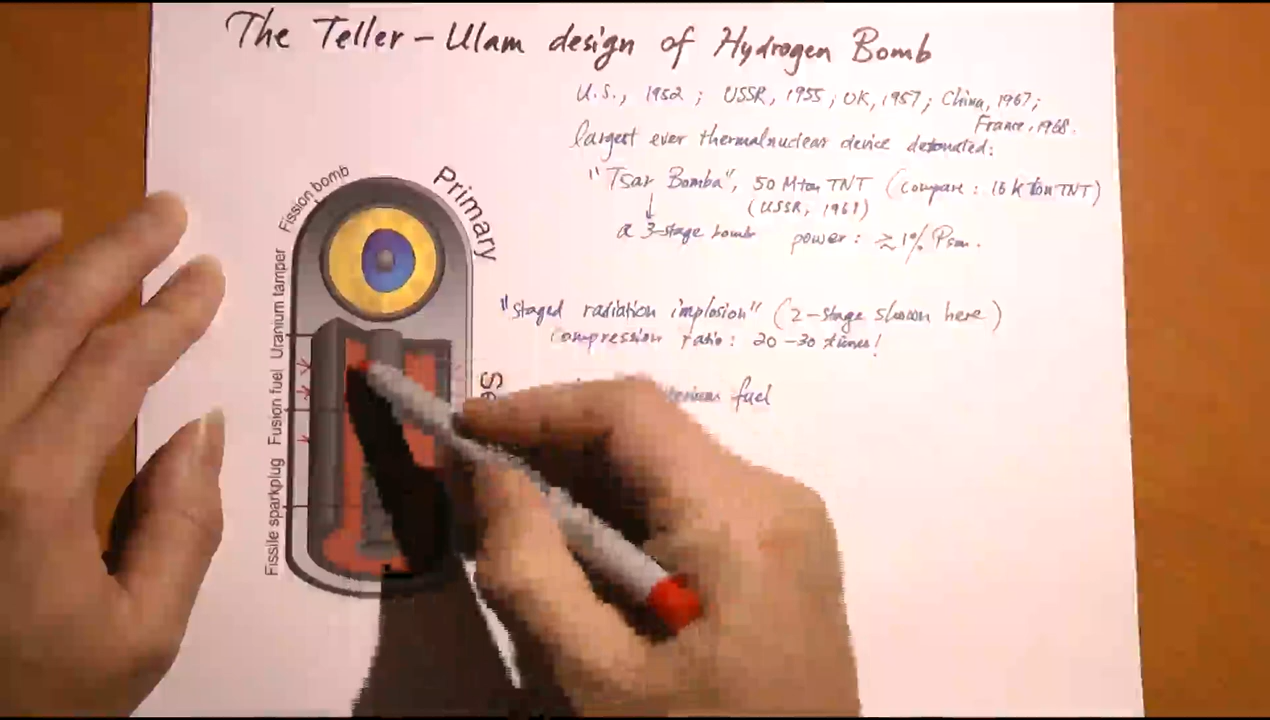 The Teller – Ulam design of Hydrogen Bomb
U.S., 1952 ; USSR, 1955 ; UK, 1957 ; China, 1967 ;
France, 1968.
largest ever thermalnuclear device detonated:
"Tsar Bomba", 50 Mton TNT (compare : 15 kton TNT)
(USSR, 1961)
a 3-stage bomb power : ≳ 1% Psun.
"staged radiation implosion" (2-stage shown here)
compression ratio : 20 – 30 times!
fuel
Fission bomb
Primary
Uranium tamper
Fusion fuel
Fissile sparkplug
Se